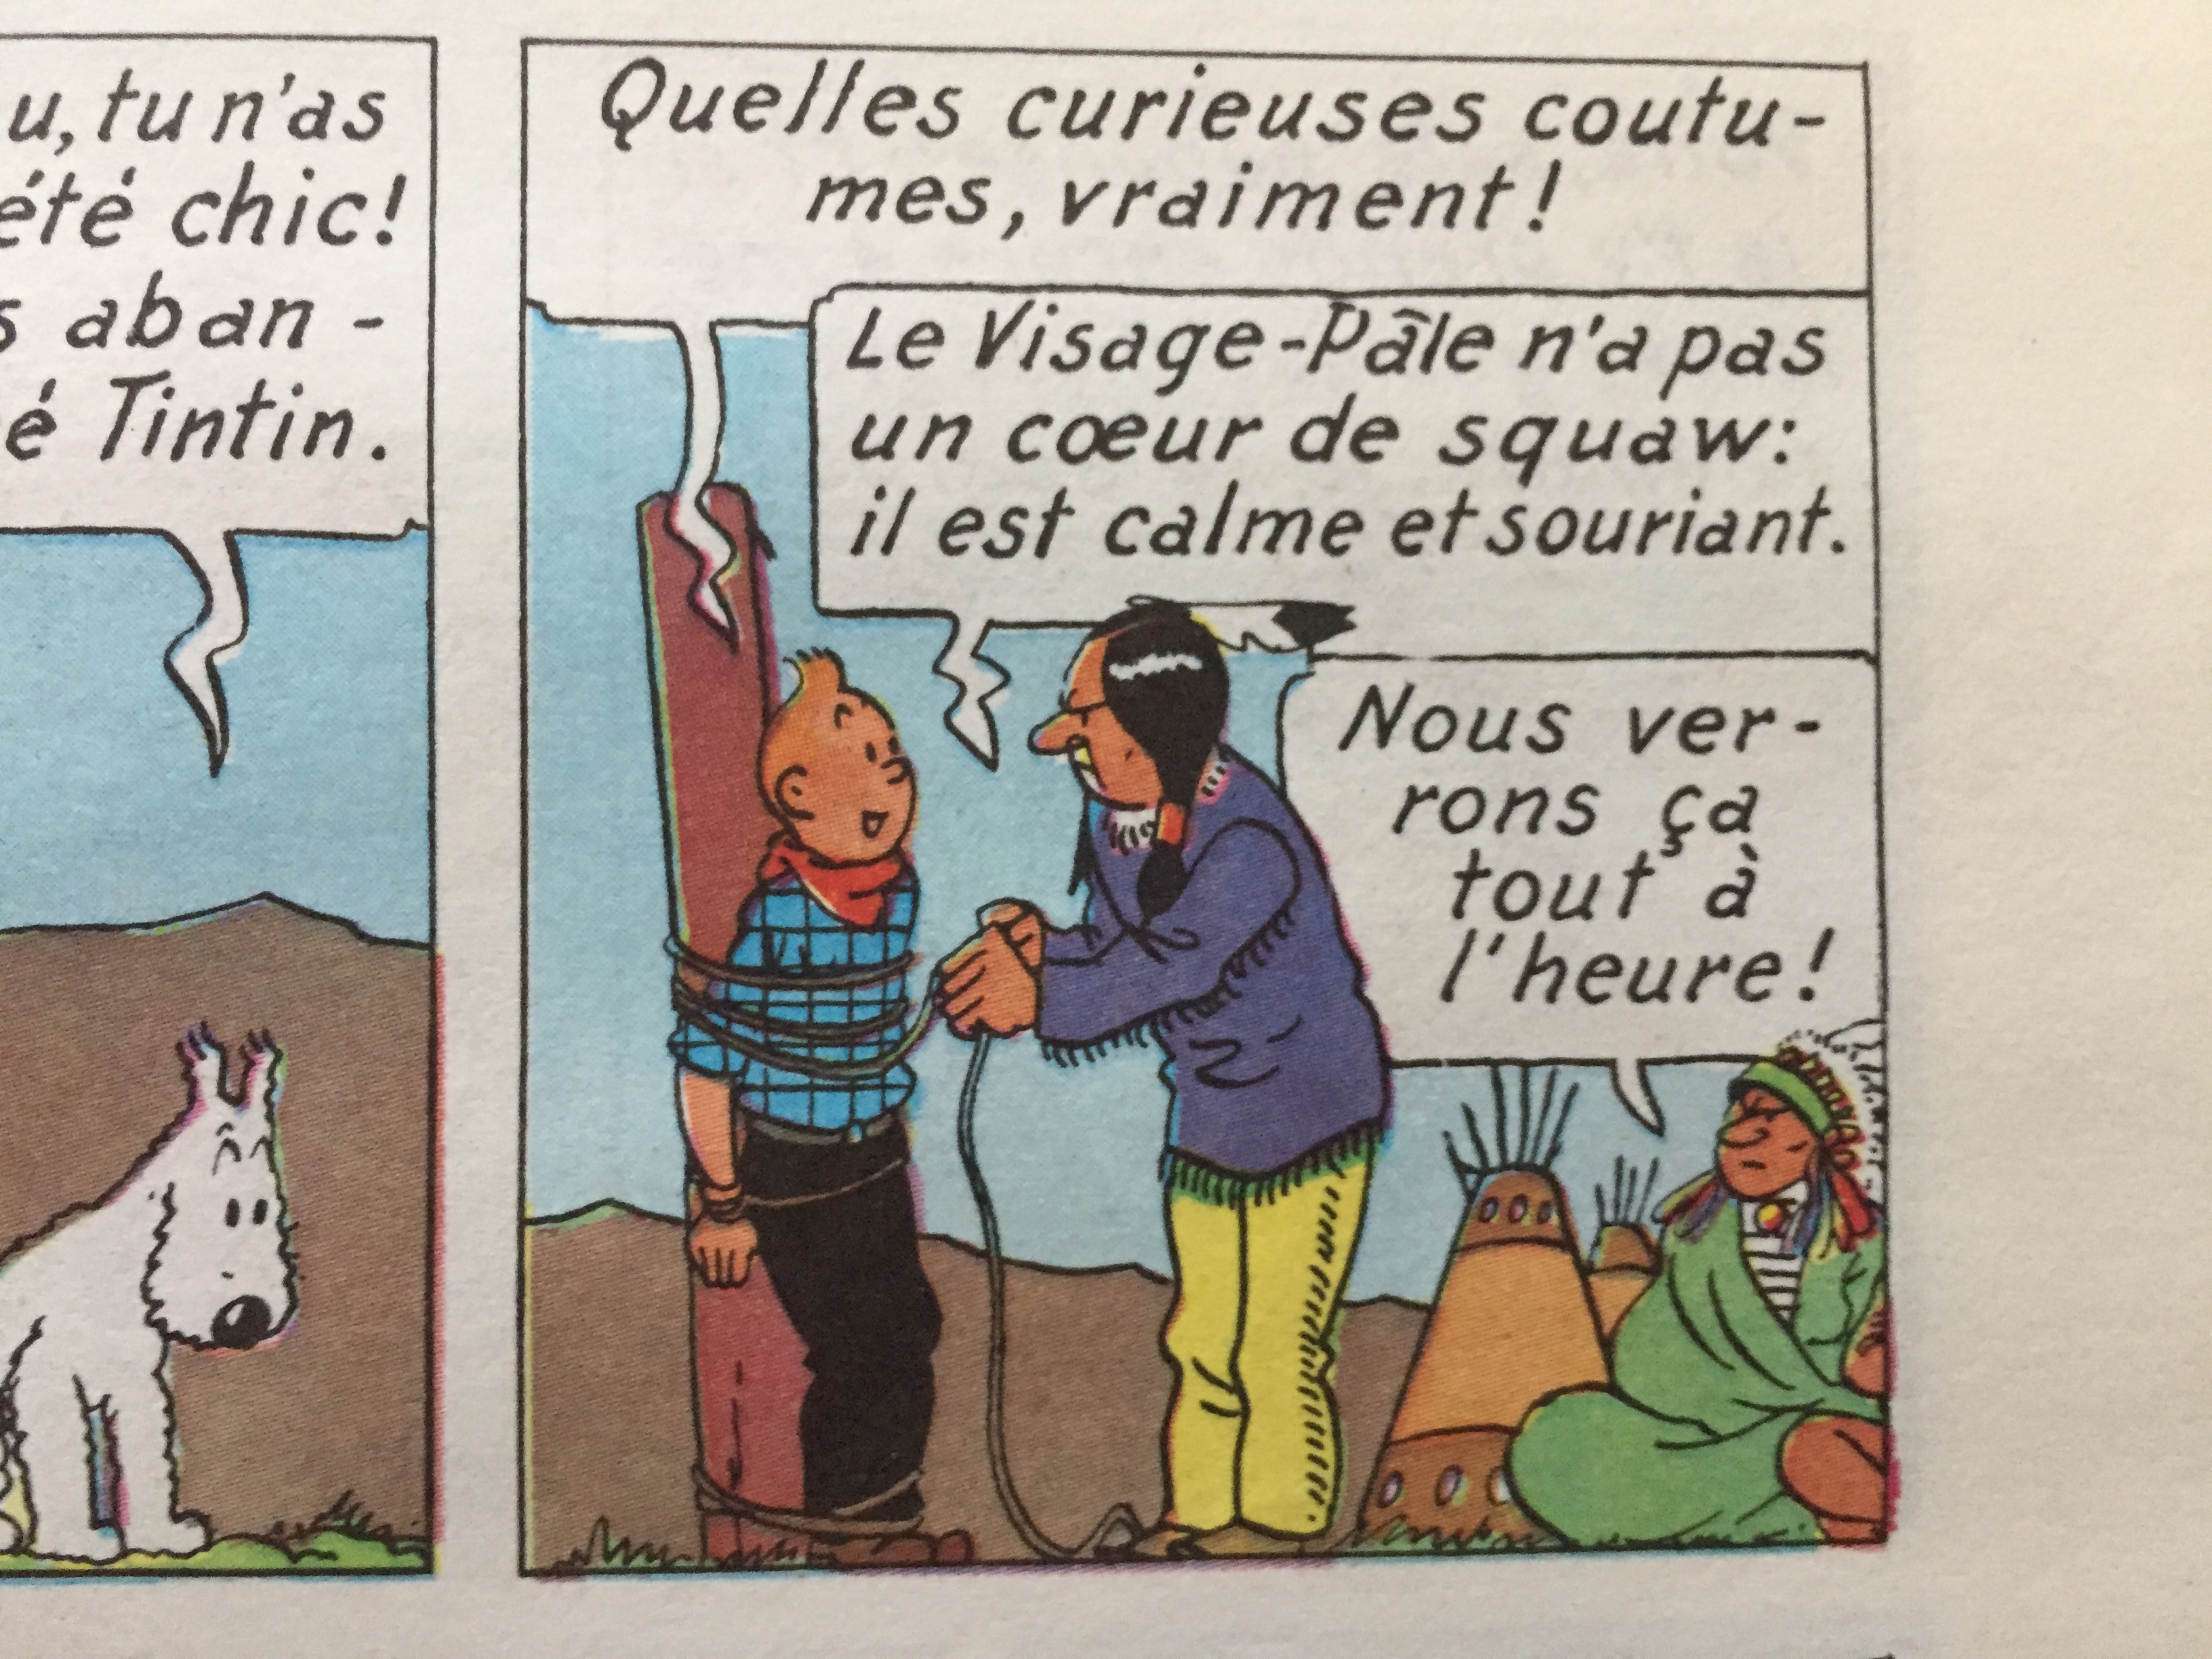 u, tu n'as
été chic!
s aban-
é Tintin.
Quelles curieuses coutu-
mes, vraiment!
Le Visage-Pâle n'a pas
un cœur de squaw:
il est calme et souriant.
Nous ver-
rons ça
tout à
l'heure!